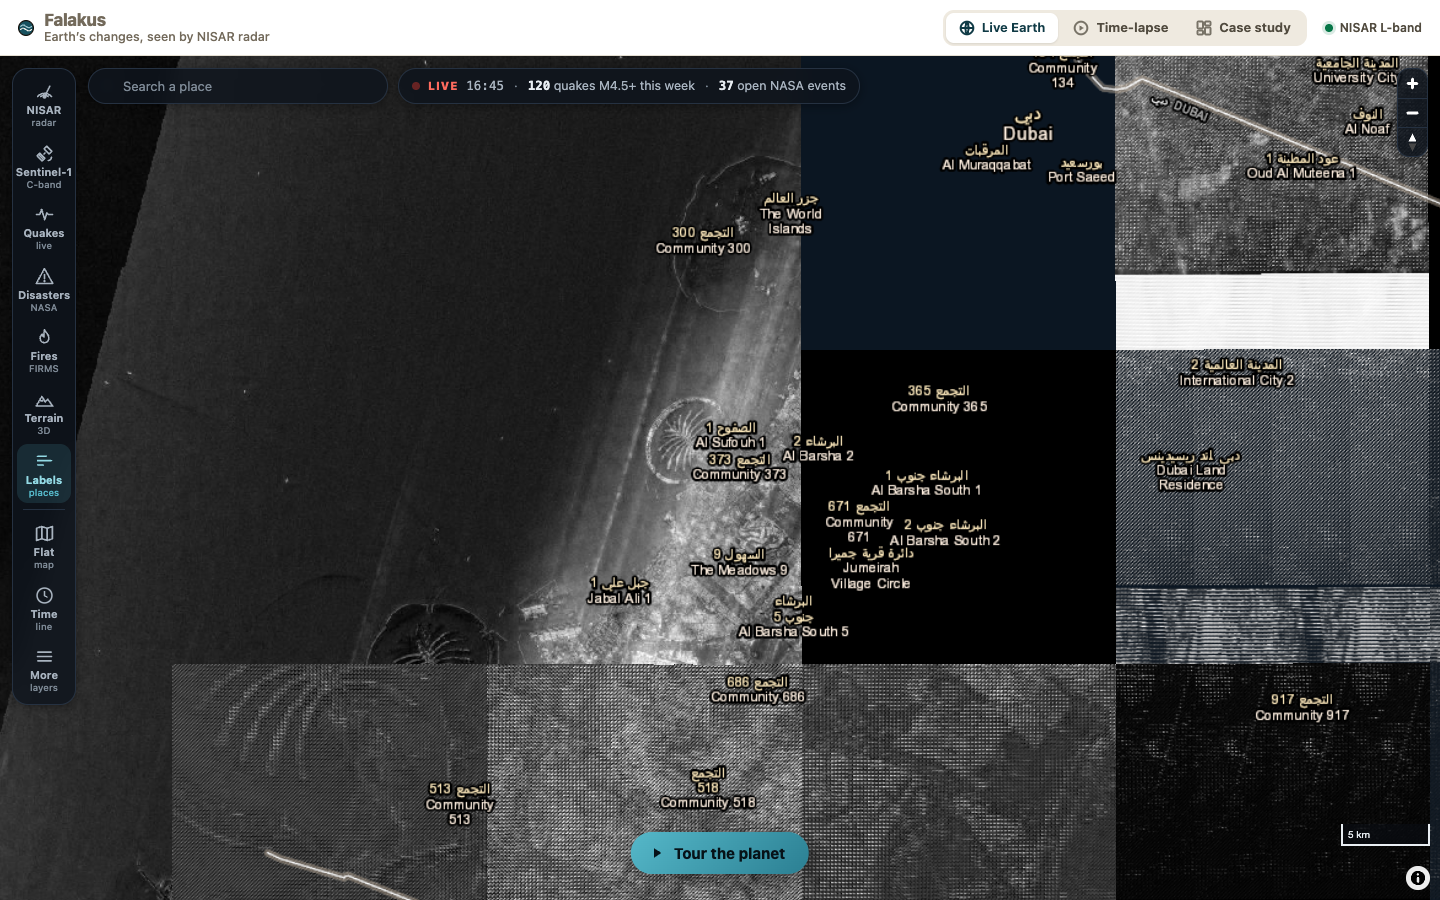 Falakus
Earth's changes, seen by NISAR radar
Live Earth
Time-lapse
Case study
NISAR L-band
Search a place
LIVE 16:45 · 120 quakes M4.5+ this week · 37 open NASA events
NISAR
radar
Sentinel-1
C-band
Quakes
live
Disasters
NASA
Fires
FIRMS
Terrain
3D
Labels
places
Flat
map
Time
line
More
layers
Community
134
المدينة الجامعية
University City
دبي DUBAI
دبي
Dubai
النوف
Al Noaf
المرقبات
Al Muraqqabat
بورسعيد
Port Saeed
عود المطينة 1
Oud Al Muteena 1
جزر العالم
The World
Islands
التجمع 300
Community 300
المدينة العالمية 2
International City 2
التجمع 365
Community 365
الصفوح 1
Al Sufouh 1
البرشاء 2
Al Barsha 2
التجمع 373
Community 373
دبي لاند ريسيدينس
Dubai Land
Residence
البرشاء جنوب 1
Al Barsha South 1
التجمع 671
Community
671
البرشاء جنوب 2
Al Barsha South 2
دائرة قرية جميرا
Jumeirah
Village Circle
السهول 9
The Meadows 9
جبل علي 1
Jabal Ali 1
البرشاء
جنوب 5
Al Barsha South 5
التجمع 686
Community 686
التجمع 917
Community 917
التجمع
518
Community 518
التجمع 513
Community
513
Tour the planet
5 km